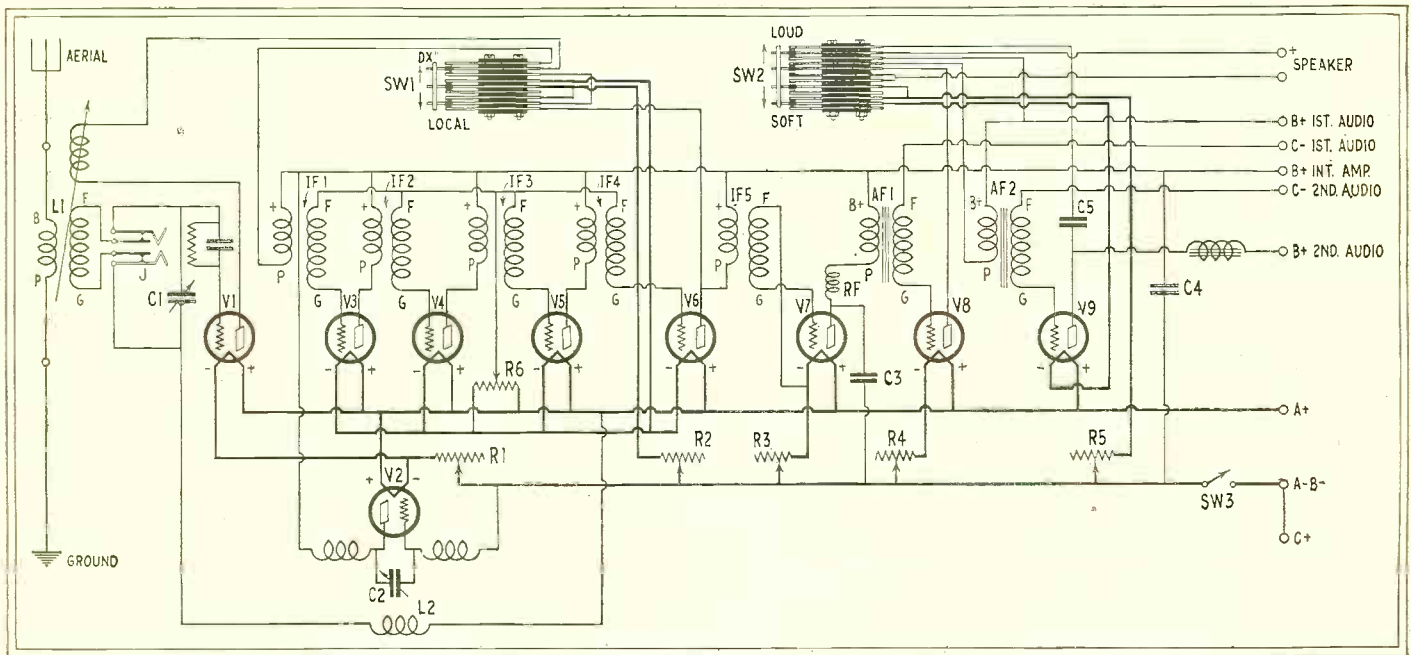 AERIAL
DX
SW1
LOCAL
LOUD
SW2
SOFT
+
SPEAKER
B+ 1ST. AUDIO
C- 1ST. AUDIO
B+ INT. AMP.
C- 2ND. AUDIO
B+ 2ND. AUDIO
L1
B
P
F
G
J
C1
V1
- +
+
P
IF1
F
G
+
P
IF2
F
G
+
P
IF3
F
G
+
P
IF4
F
G
+
P
IF5
F
G
B+
P
AF1
F
G
B+
P
AF2
F
G
RF
C5
C4
V3
- +
V4
- +
V5
- +
V6
- +
V7
- +
V8
- +
V9
- +
R6
C3
A+
R1
R2
R3
R4
R5
V2
+ -
SW3
A-B-
C+
GROUND
C2
L2